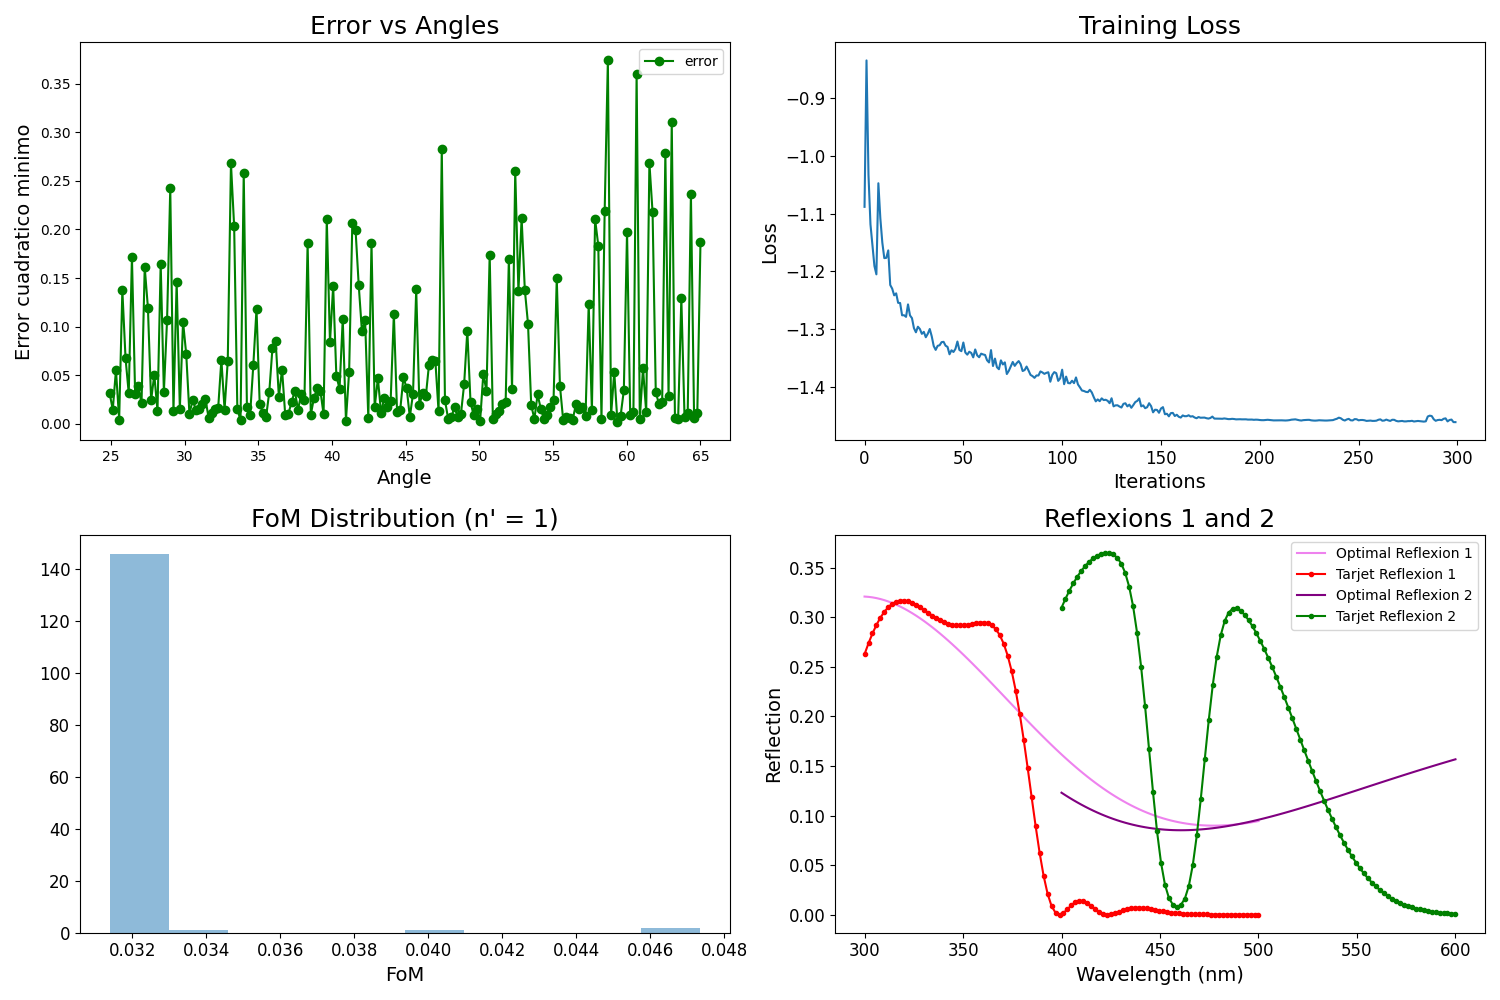 Error vs Angles
error
0.35
0.30
0.25
0.20
0.15
0.10
0.05
0.00
Error cuadratico minimo
25 30 35 40 45 50 55 60 65
Angle
Training Loss
−0.9
−1.0
−1.1
−1.2
−1.3
−1.4
Loss
0 50 100 150 200 250 300
Iterations
FoM Distribution (n' = 1)
140
120
100
80
60
40
20
0
0.032 0.034 0.036 0.038 0.040 0.042 0.044 0.046 0.048
FoM
Reflexions 1 and 2
Optimal Reflexion 1
Tarjet Reflexion 1
Optimal Reflexion 2
Tarjet Reflexion 2
0.35
0.30
0.25
0.20
0.15
0.10
0.05
0.00
Reflection
300 350 400 450 500 550 600
Wavelength (nm)